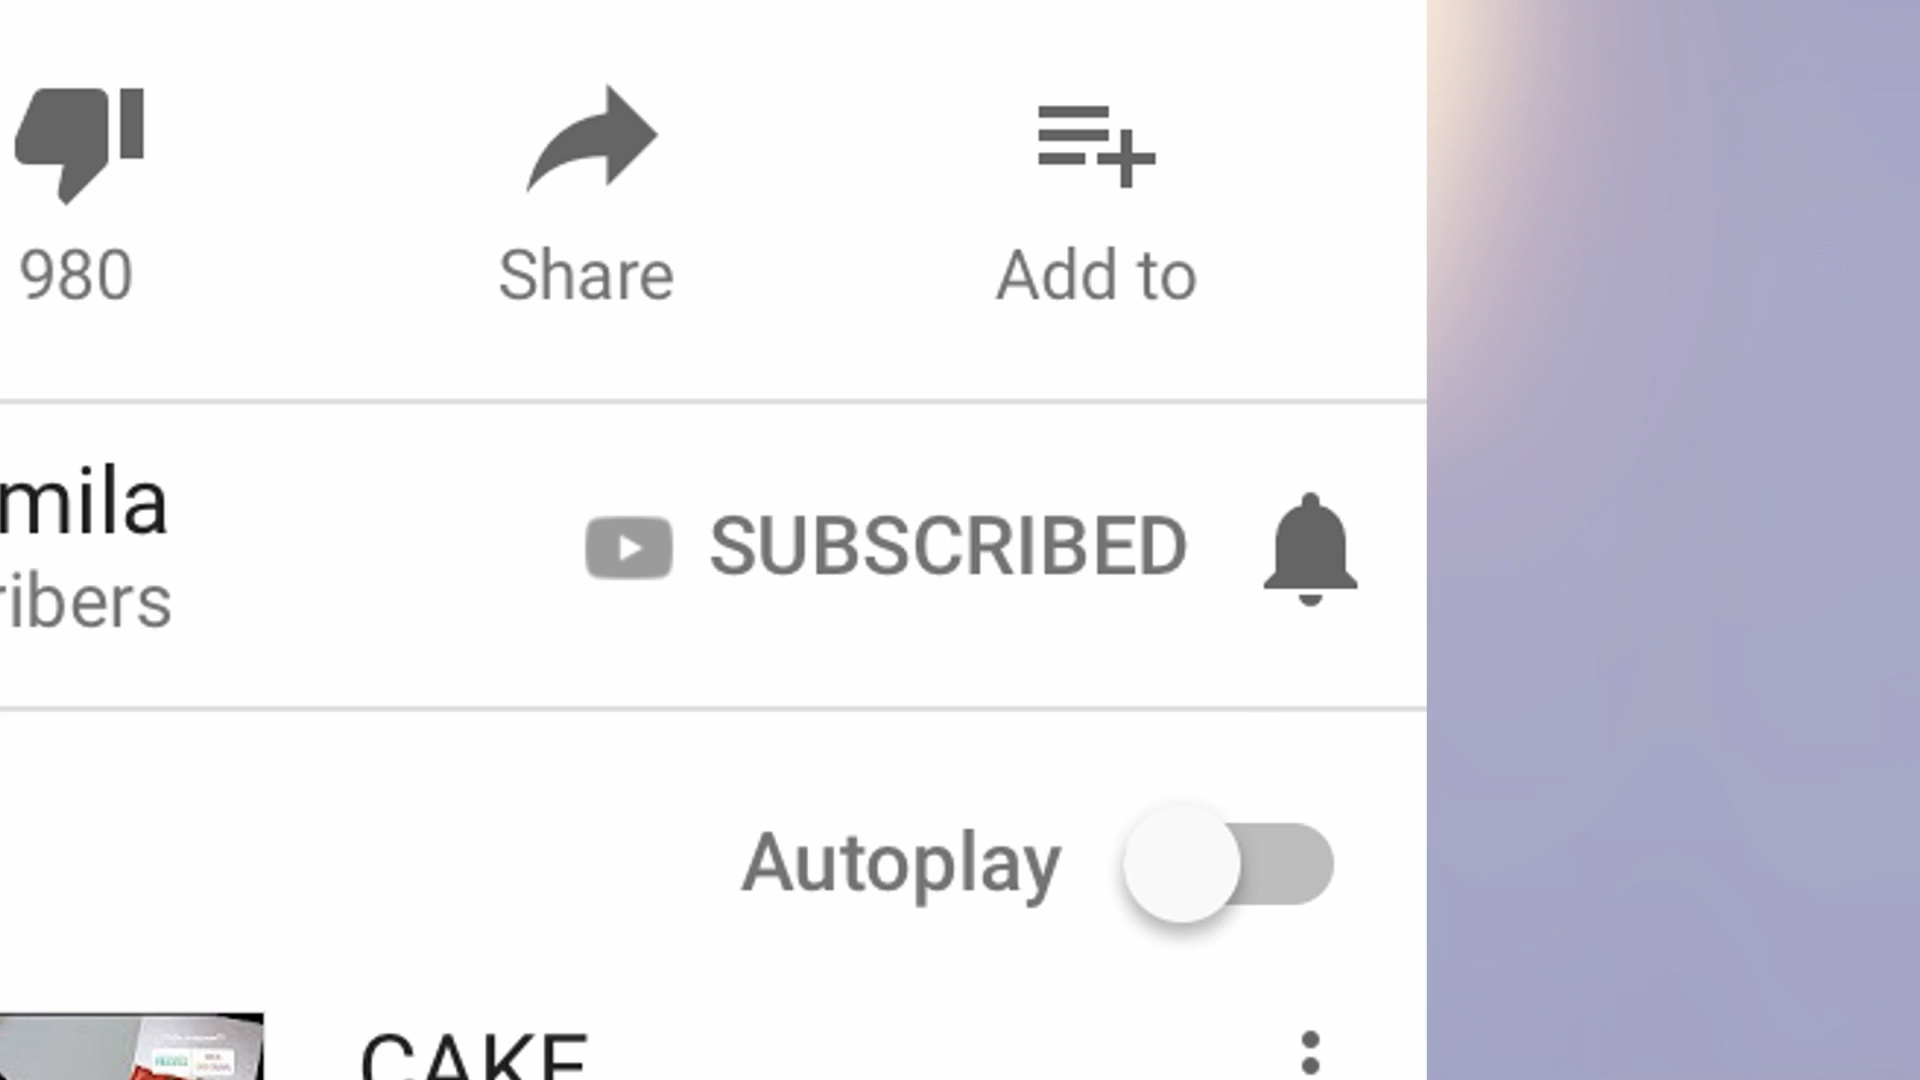 980
Share
Add to
mila
ribers
SUBSCRIBED
Autoplay
CAKE